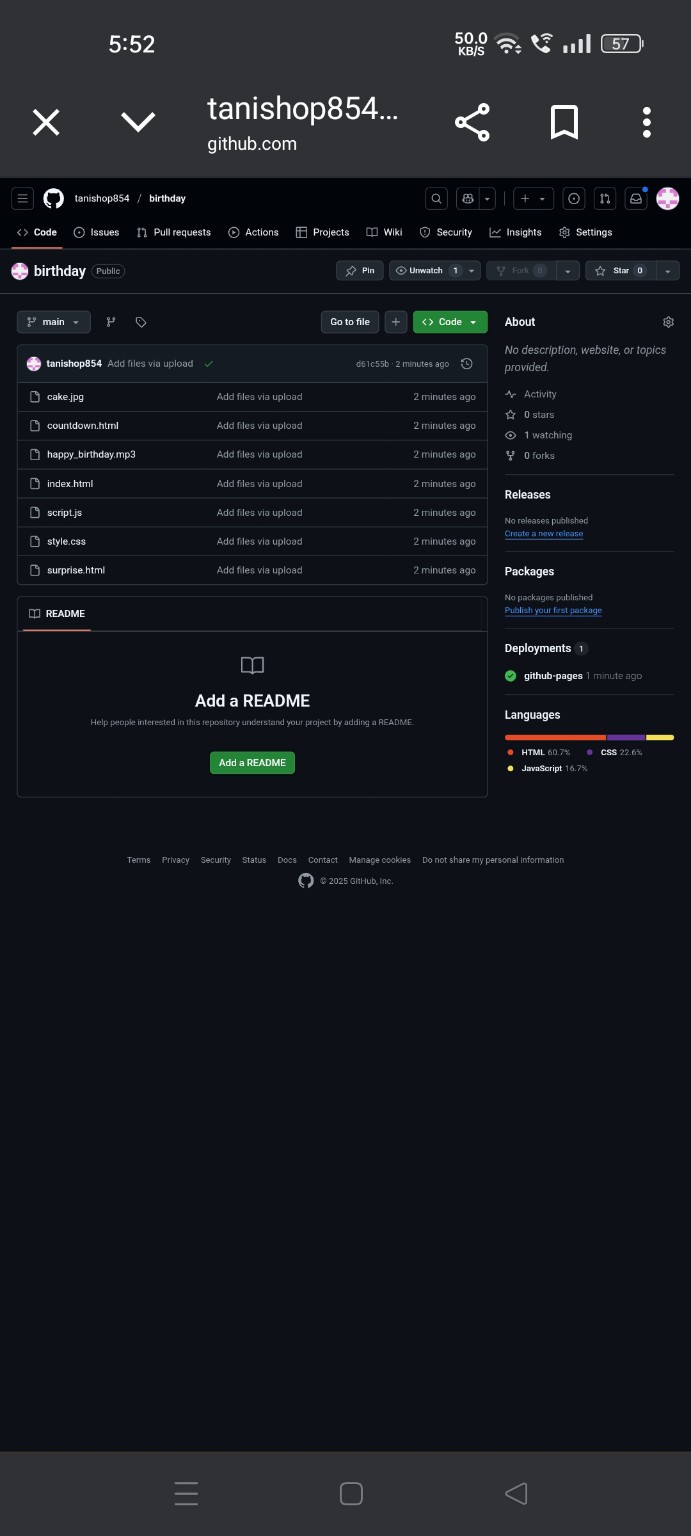 5:52
50.0
KB/S
57
tanishop854...
github.com
tanishop854 / birthday
Code Issues Pull requests Actions Projects Wiki Security Insights Settings
birthday Public
Pin Unwatch 1 Fork 0 Star 0
main Go to file Code
tanishop854 Add files via upload d61c55b · 2 minutes ago
cake.jpg Add files via upload 2 minutes ago
countdown.html Add files via upload 2 minutes ago
happy_birthday.mp3 Add files via upload 2 minutes ago
index.html Add files via upload 2 minutes ago
script.js Add files via upload 2 minutes ago
style.css Add files via upload 2 minutes ago
surprise.html Add files via upload 2 minutes ago
README
Add a README
Help people interested in this repository understand your project by adding a README.
Add a README
About
No description, website, or topics
provided.
Activity
0 stars
1 watching
0 forks
Releases
No releases published
Create a new release
Packages
No packages published
Publish your first package
Deployments 1
github-pages 1 minute ago
Languages
HTML 60.7% CSS 22.6%
JavaScript 16.7%
Terms Privacy Security Status Docs Contact Manage cookies Do not share my personal information
© 2025 GitHub, Inc.